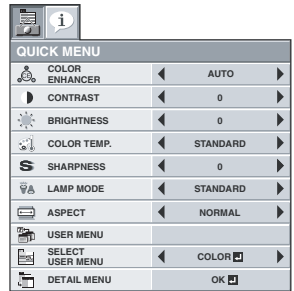 i
QUICK MENU
COLOR ENHANCER AUTO
CONTRAST 0
BRIGHTNESS 0
COLOR TEMP. STANDARD
SHARPNESS 0
LAMP MODE STANDARD
ASPECT NORMAL
USER MENU
SELECT USER MENU COLOR
DETAIL MENU OK